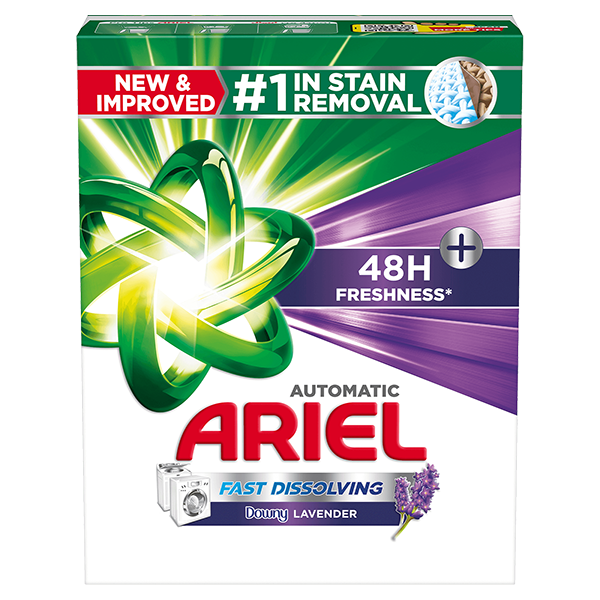 NEW &
IMPROVED
#1 IN STAIN
REMOVAL
48H +
FRESHNESS*
AUTOMATIC
ARIEL
FAST DISSOLVING
Downy LAVENDER